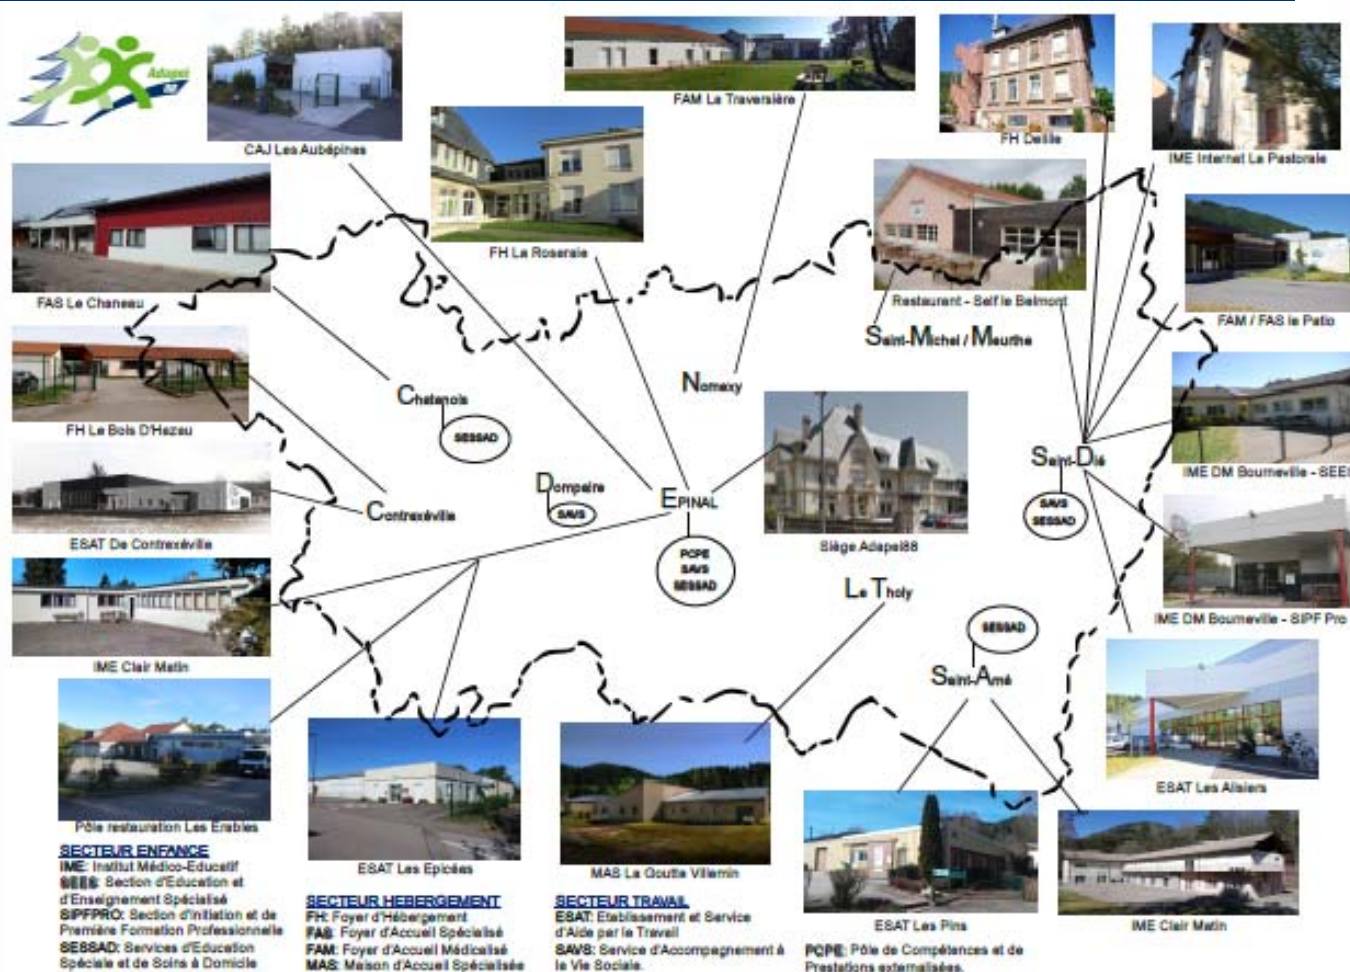 Adapei
88
CAJ Les Aubépines
FAM La Traversière
FH Delille
IME Internat La Pastorale
FAS Le Chaneau
FH La Roseraie
Restaurant - Self le Belmont
FAM / FAS le Patio
Saint-Michel / Meurthe
FH Le Bois D'Hazau
Chatenois
SESSAD
Nomexy
IME DM Bourneville - SEES
ESAT De Contrexéville
Contrexéville
Dompaire
SAVS
EPINAL
PCPE
SAVS
SESSAD
Siège Adapei88
Saint-Dié
SAVS
SESSAD
IME DM Bourneville - SIPF Pro
IME Clair Matin
Le Tholy
SESSAD
Saint-Amé
ESAT Les Alisiers
Pôle restauration Les Erables
ESAT Les Epicéas
MAS La Goutte Villemin
ESAT Les Pins
IME Clair Matin
SECTEUR ENFANCE
IME: Institut Médico-Educatif
SEES: Section d'Education et
d'Enseignement Spécialisé
SIPFPRO: Section d'Initiation et de
Première Formation Professionnelle
SESSAD: Services d'Education
Spéciale et de Soins à Domicile
SECTEUR HEBERGEMENT
FH: Foyer d'Hébergement
FAS: Foyer d'Accueil Spécialisé
FAM: Foyer d'Accueil Médicalisé
MAS: Maison d'Accueil Spécialisée
SECTEUR TRAVAIL
ESAT: Etablissement et Service
d'Aide par le Travail
SAVS: Service d'Accompagnement à
la Vie Sociale.
PCPE: Pôle de Compétences et de
Prestations externalisées.